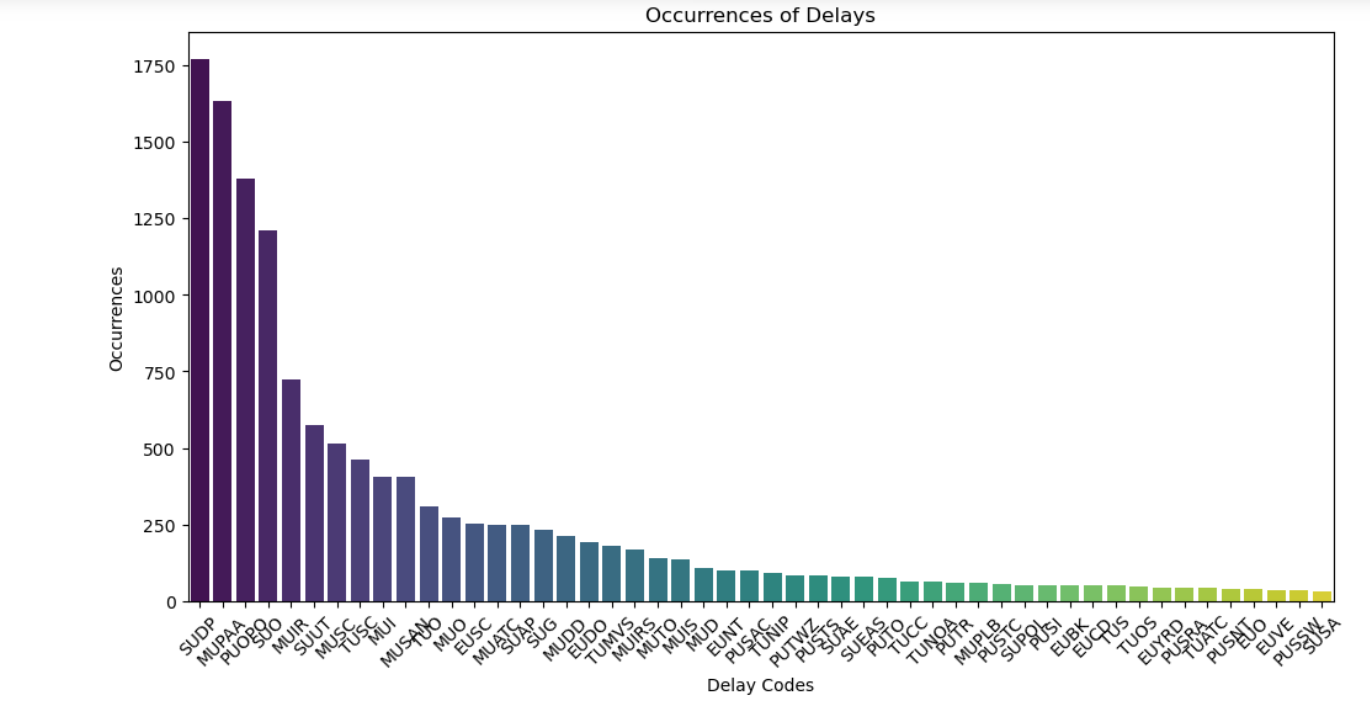 Occurrences of Delays
1750
1500
1250
1000
750
500
250
0
Occurrences
SUDP
MUPAA
PUOPO
SUO
MUIR
SUUT
MUSC
TUSC
MUI
MUSAN
TUO
MUO
EUSC
MUATC
SUAP
SUG
MUDD
EUDO
TUMVS
MUIRS
MUTO
MUIS
MUD
EUNT
PUSAC
TUNIP
PUTWZ
PUSTS
SUAE
SUEAS
PUTO
TUCC
TUNOA
PUTR
MUPLB
PUSTC
SUPOL
PUSI
EUBK
EUCD
TUS
TUOS
EUYRD
PUSRA
TUATC
PUSNT
EUO
EUVE
PUSSW
SUSA
Delay Codes